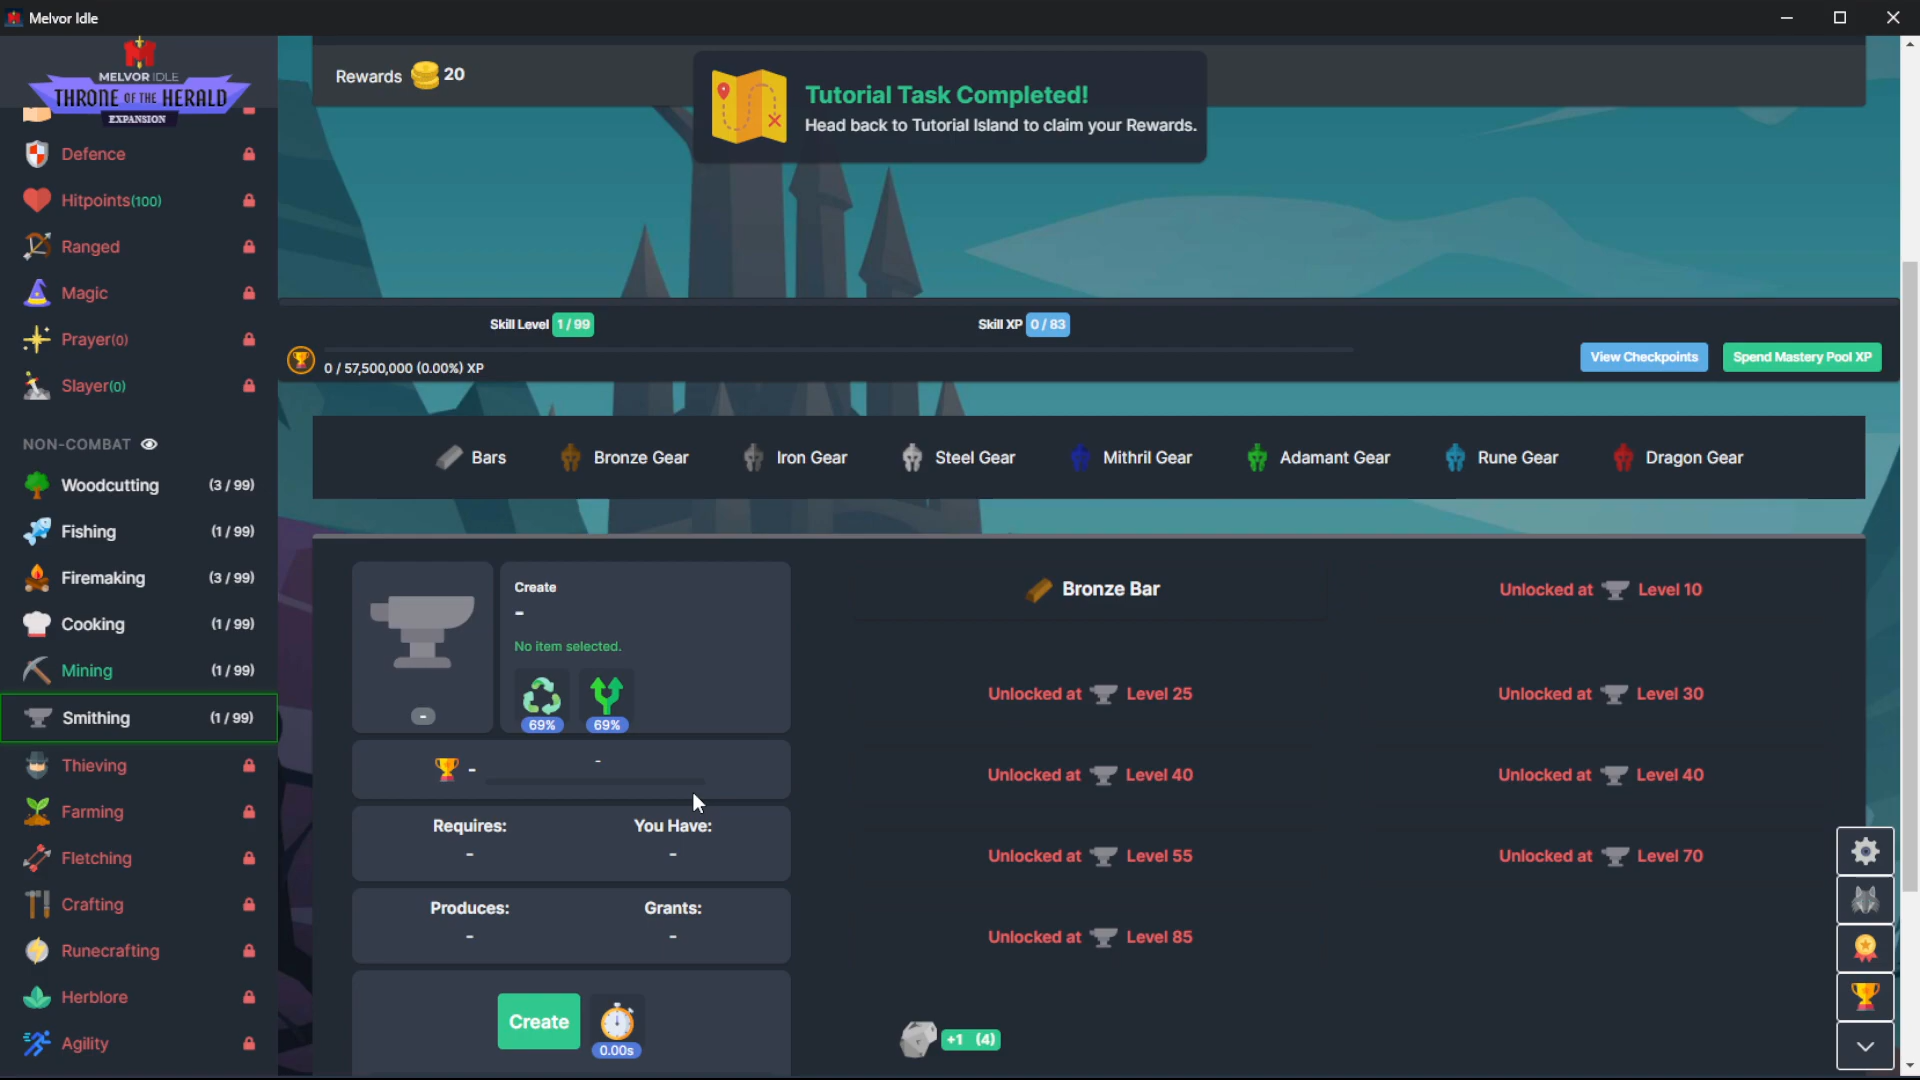 Melvor Idle
MELVOR IDLE
THRONE OF THE HERALD
EXPANSION
Defence
Hitpoints(100)
Ranged
Magic
Prayer(0)
Slayer(0)
NON-COMBAT
Woodcutting (3 / 99)
Fishing (1 / 99)
Firemaking (3 / 99)
Cooking (1 / 99)
Mining (1 / 99)
Smithing (1 / 99)
Thieving
Farming
Fletching
Crafting
Runecrafting
Herblore
Agility
Rewards 20
Tutorial Task Completed!
Head back to Tutorial Island to claim your Rewards.
Skill Level 1 / 99
Skill XP 0 / 83
0 / 57,500,000 (0.00%) XP
View Checkpoints
Spend Mastery Pool XP
Bars
Bronze Gear
Iron Gear
Steel Gear
Mithril Gear
Adamant Gear
Rune Gear
Dragon Gear
Create
-
No item selected.
69% 69%
-
- -
Requires: You Have:
- -
Produces: Grants:
- -
Create
0.00s
Bronze Bar
Unlocked at Level 10
Unlocked at Level 25
Unlocked at Level 30
Unlocked at Level 40
Unlocked at Level 40
Unlocked at Level 55
Unlocked at Level 70
Unlocked at Level 85
+1 (4)